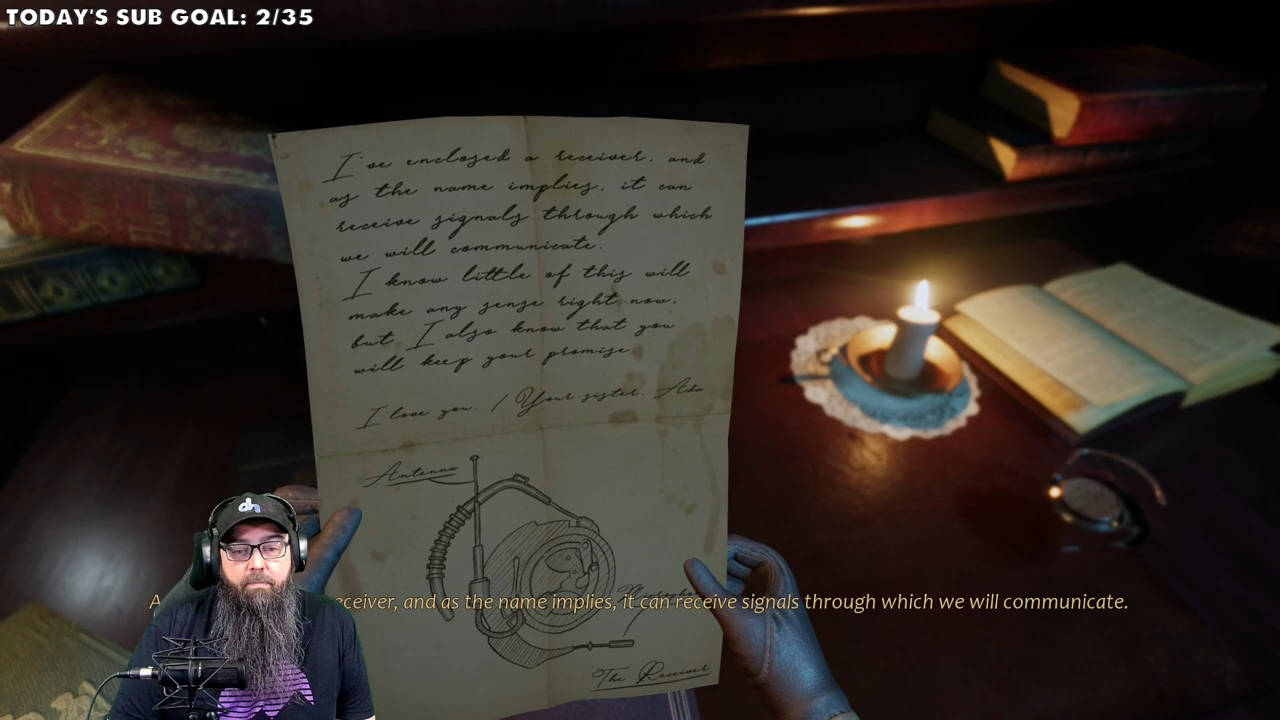 TODAY'S SUB GOAL: 2/35
I've enclosed a receiver, and
as the name implies, it can
receive signals through which
we will communicate.
I know little of this will
make any sense right now,
but I also know that you
will keep your promise.
I love you. / Your sister, Ada
Antenna
eceiver, and as the name implies, it can receive signals through which we will communicate.
The Receiver
dh